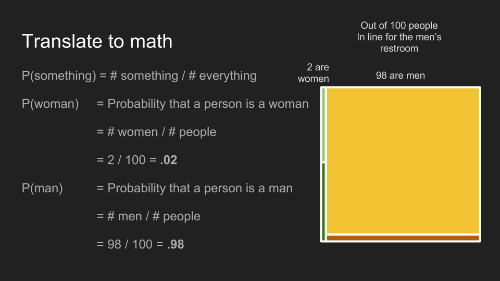 Translate to math
P(something) = # something / # everything
P(woman) = Probability that a person is a woman
= # women / # people
= 2 / 100 = .02
P(man) = Probability that a person is a man
= # men / # people
= 98 / 100 = .98
Out of 100 people
In line for the men's
restroom
2 are
women
98 are men